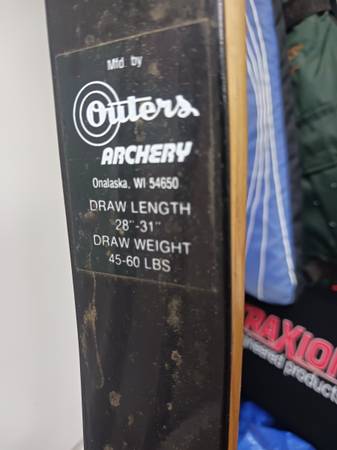 Mfd by
Outers
ARCHERY
Onalaska, WI 54650
DRAW LENGTH
28"-31"
DRAW WEIGHT
45-60 LBS